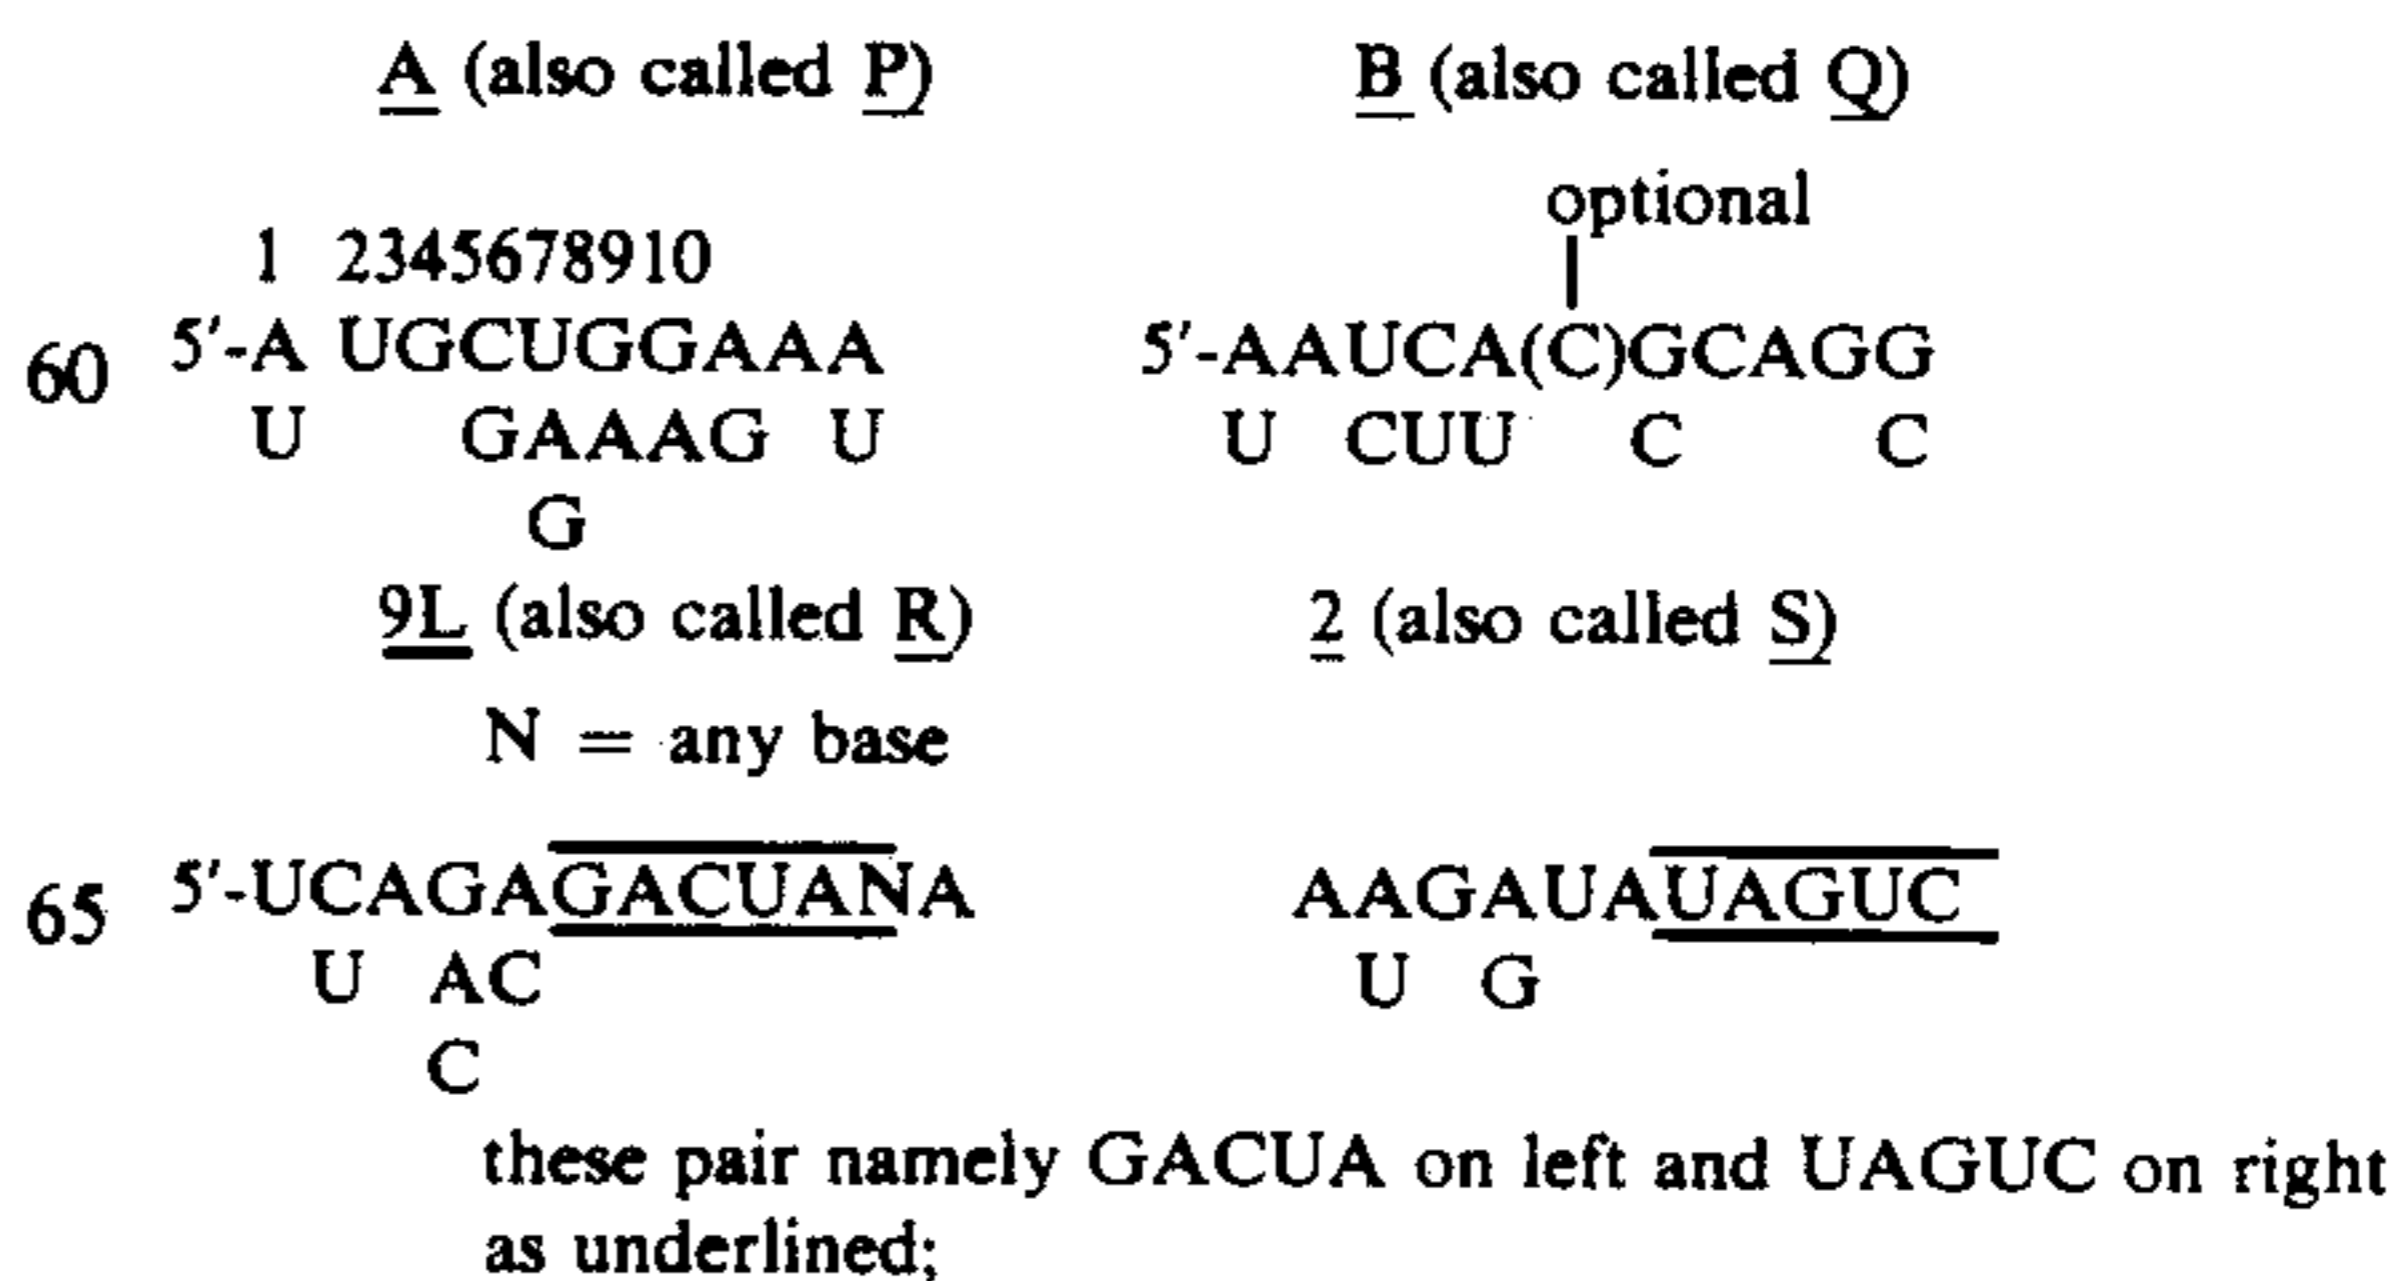 A (also called P) B (also called Q)
optional
1 2345678910
60 5'-A UGCUGGAAA 5'-AAUCA(C)GCAGG
U GAAAG U U CUU C C
G
9L (also called R) 2 (also called S)
N = any base
65 5'-UCAGAGACUANA AAGAUAUAGUC
U AC U G
C
these pair namely GACUA on left and UAGUC on right
as underlined;